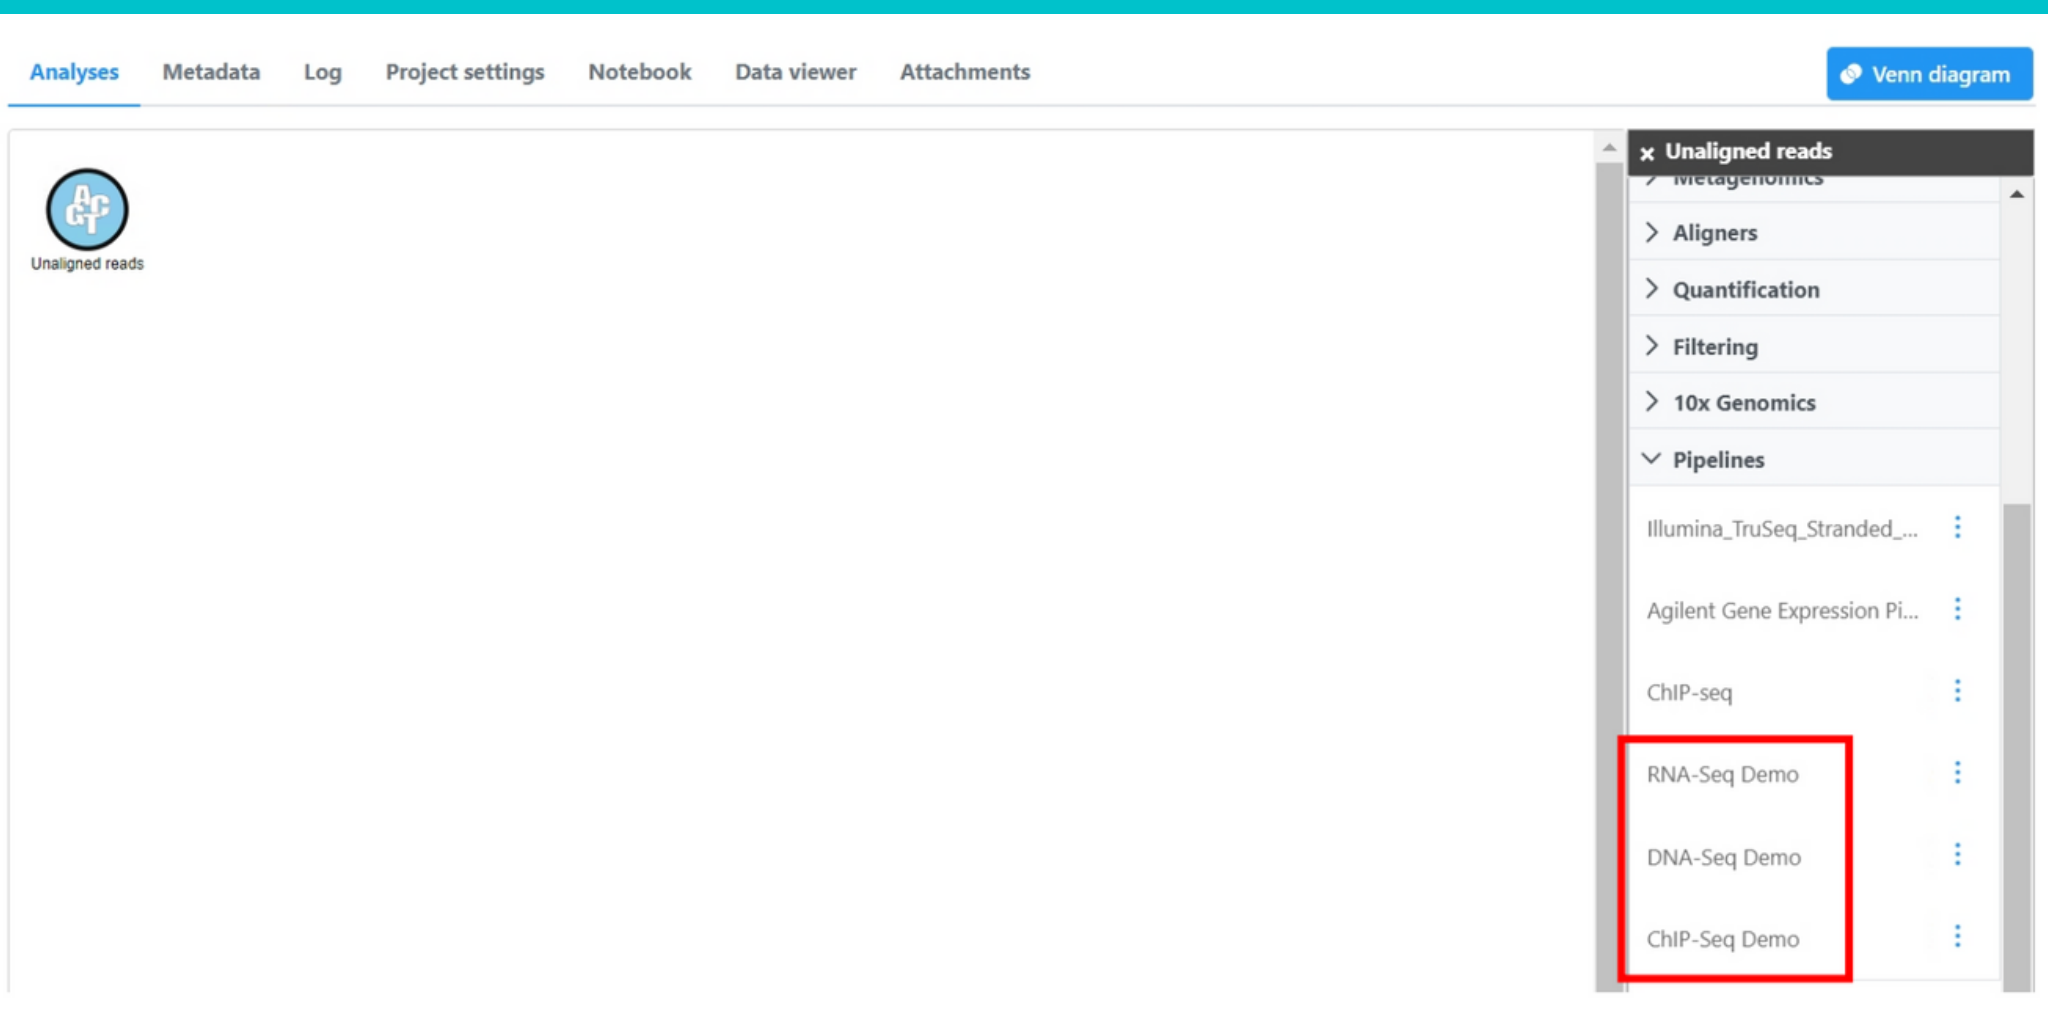 Analyses Metadata Log Project settings Notebook Data viewer Attachments Venn diagram
A C G T
Unaligned reads
× Unaligned reads
Metagenomics
Aligners
Quantification
Filtering
10x Genomics
Pipelines
Illumina_TruSeq_Stranded_...
Agilent Gene Expression Pi...
ChIP-seq
RNA-Seq Demo
DNA-Seq Demo
ChIP-Seq Demo